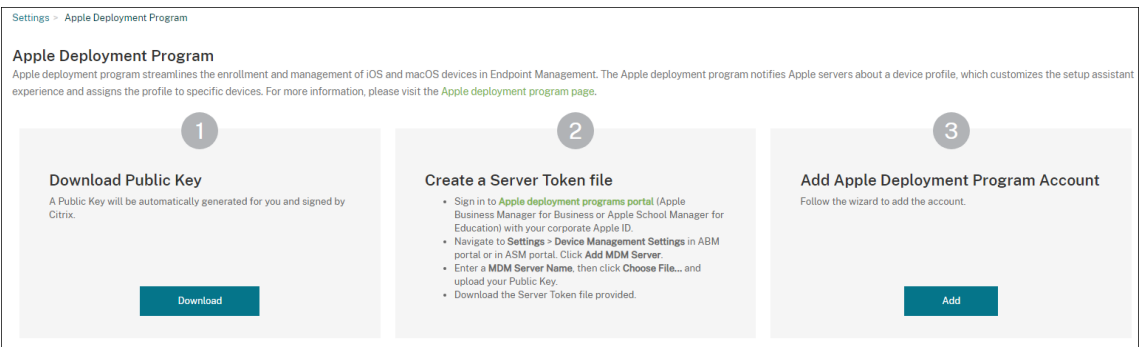 Settings > Apple Deployment Program
Apple Deployment Program
Apple deployment program streamlines the enrollment and management of iOS and macOS devices in Endpoint Management. The Apple deployment program notifies Apple servers about a device profile, which customizes the setup assistant
experience and assigns the profile to specific devices. For more information, please visit the Apple deployment program page.
1
Download Public Key
A Public Key will be automatically generated for you and signed by
Citrix.
Download
2
Create a Server Token file
• Sign in to Apple deployment programs portal (Apple
Business Manager for Business or Apple School Manager for
Education) with your corporate Apple ID.
• Navigate to Settings > Device Management Settings in ABM
portal or in ASM portal. Click Add MDM Server.
• Enter a MDM Server Name, then click Choose File... and
upload your Public Key.
• Download the Server Token file provided.
3
Add Apple Deployment Program Account
Follow the wizard to add the account.
Add